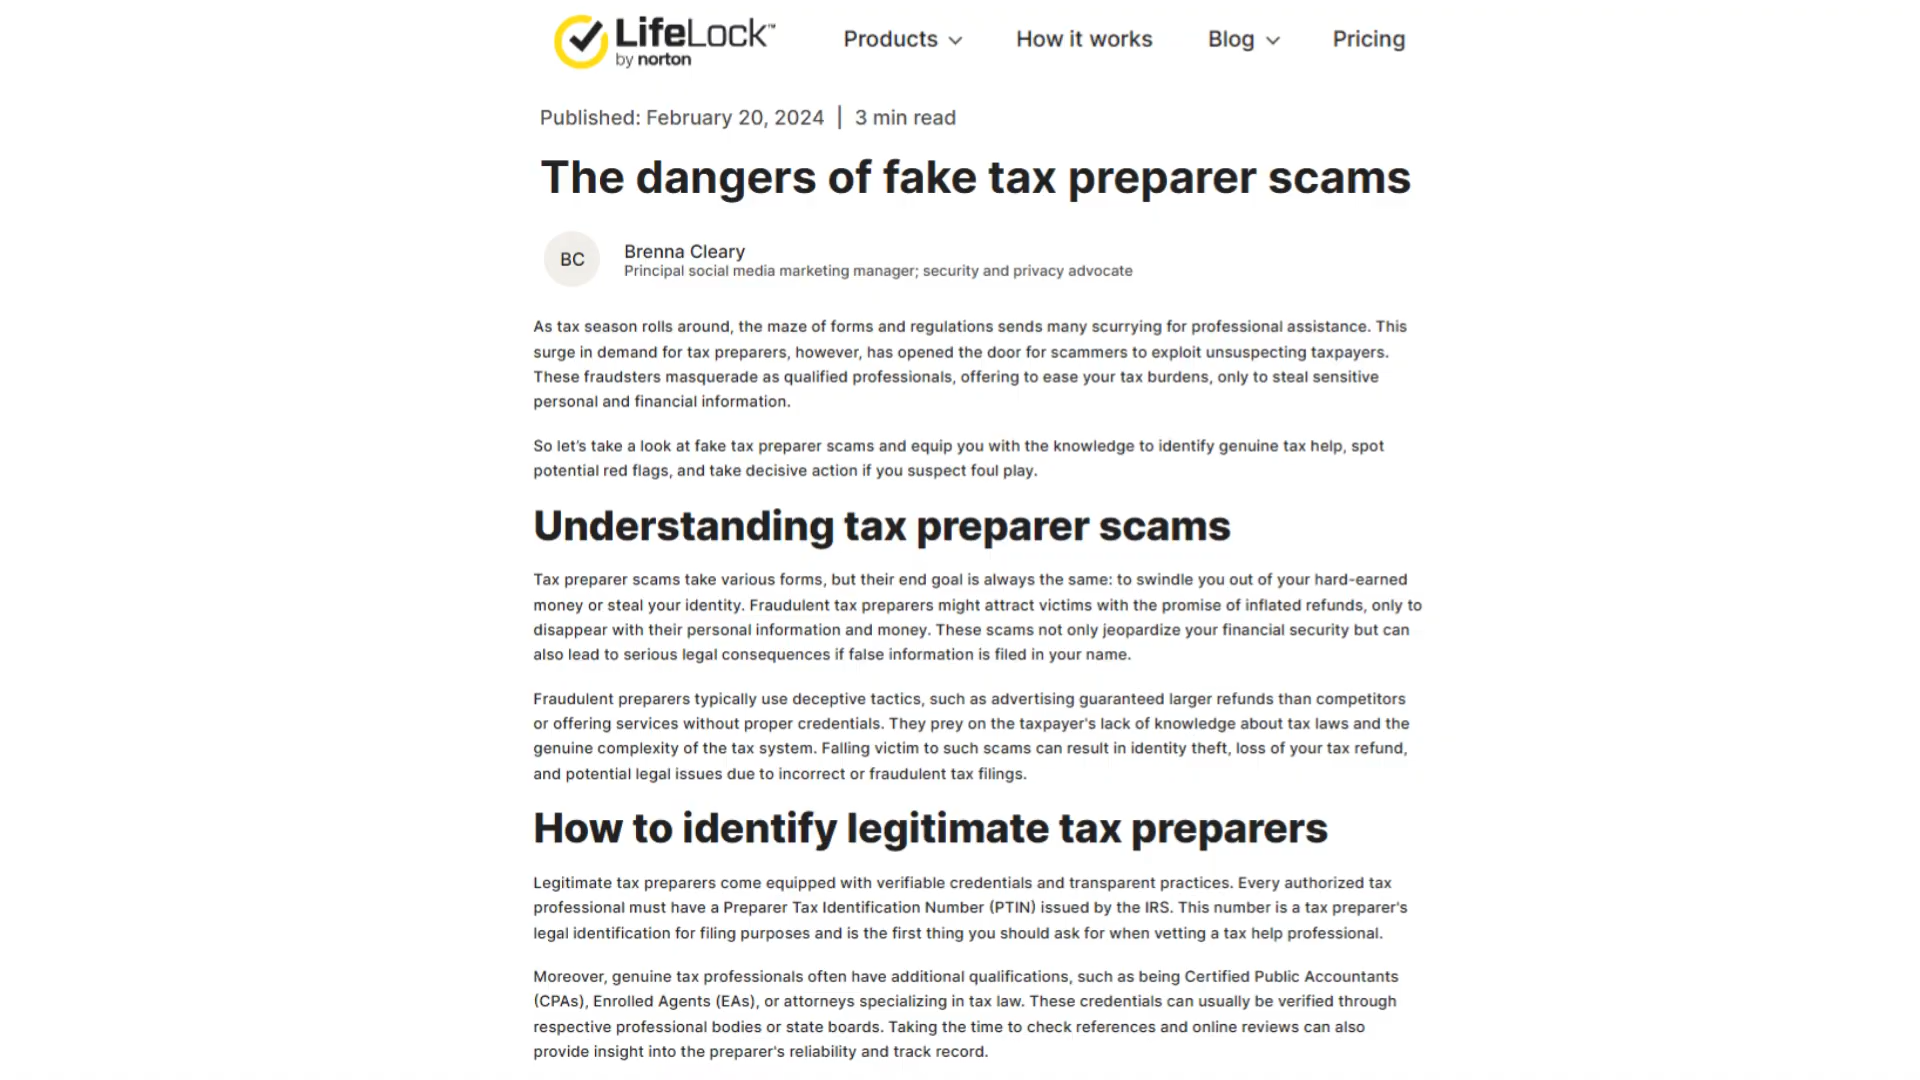 LifeLock™
by norton
Products
How it works
Blog
Pricing
Published: February 20, 2024 | 3 min read
The dangers of fake tax preparer scams
BC
Brenna Cleary
Principal social media marketing manager; security and privacy advocate
As tax season rolls around, the maze of forms and regulations sends many scurrying for professional assistance. This
surge in demand for tax preparers, however, has opened the door for scammers to exploit unsuspecting taxpayers.
These fraudsters masquerade as qualified professionals, offering to ease your tax burdens, only to steal sensitive
personal and financial information.
So let’s take a look at fake tax preparer scams and equip you with the knowledge to identify genuine tax help, spot
potential red flags, and take decisive action if you suspect foul play.
Understanding tax preparer scams
Tax preparer scams take various forms, but their end goal is always the same: to swindle you out of your hard-earned
money or steal your identity. Fraudulent tax preparers might attract victims with the promise of inflated refunds, only to
disappear with their personal information and money. These scams not only jeopardize your financial security but can
also lead to serious legal consequences if false information is filed in your name.
Fraudulent preparers typically use deceptive tactics, such as advertising guaranteed larger refunds than competitors
or offering services without proper credentials. They prey on the taxpayer's lack of knowledge about tax laws and the
genuine complexity of the tax system. Falling victim to such scams can result in identity theft, loss of your tax refund,
and potential legal issues due to incorrect or fraudulent tax filings.
How to identify legitimate tax preparers
Legitimate tax preparers come equipped with verifiable credentials and transparent practices. Every authorized tax
professional must have a Preparer Tax Identification Number (PTIN) issued by the IRS. This number is a tax preparer's
legal identification for filing purposes and is the first thing you should ask for when vetting a tax help professional.
Moreover, genuine tax professionals often have additional qualifications, such as being Certified Public Accountants
(CPAs), Enrolled Agents (EAs), or attorneys specializing in tax law. These credentials can usually be verified through
respective professional bodies or state boards. Taking the time to check references and online reviews can also
provide insight into the preparer's reliability and track record.